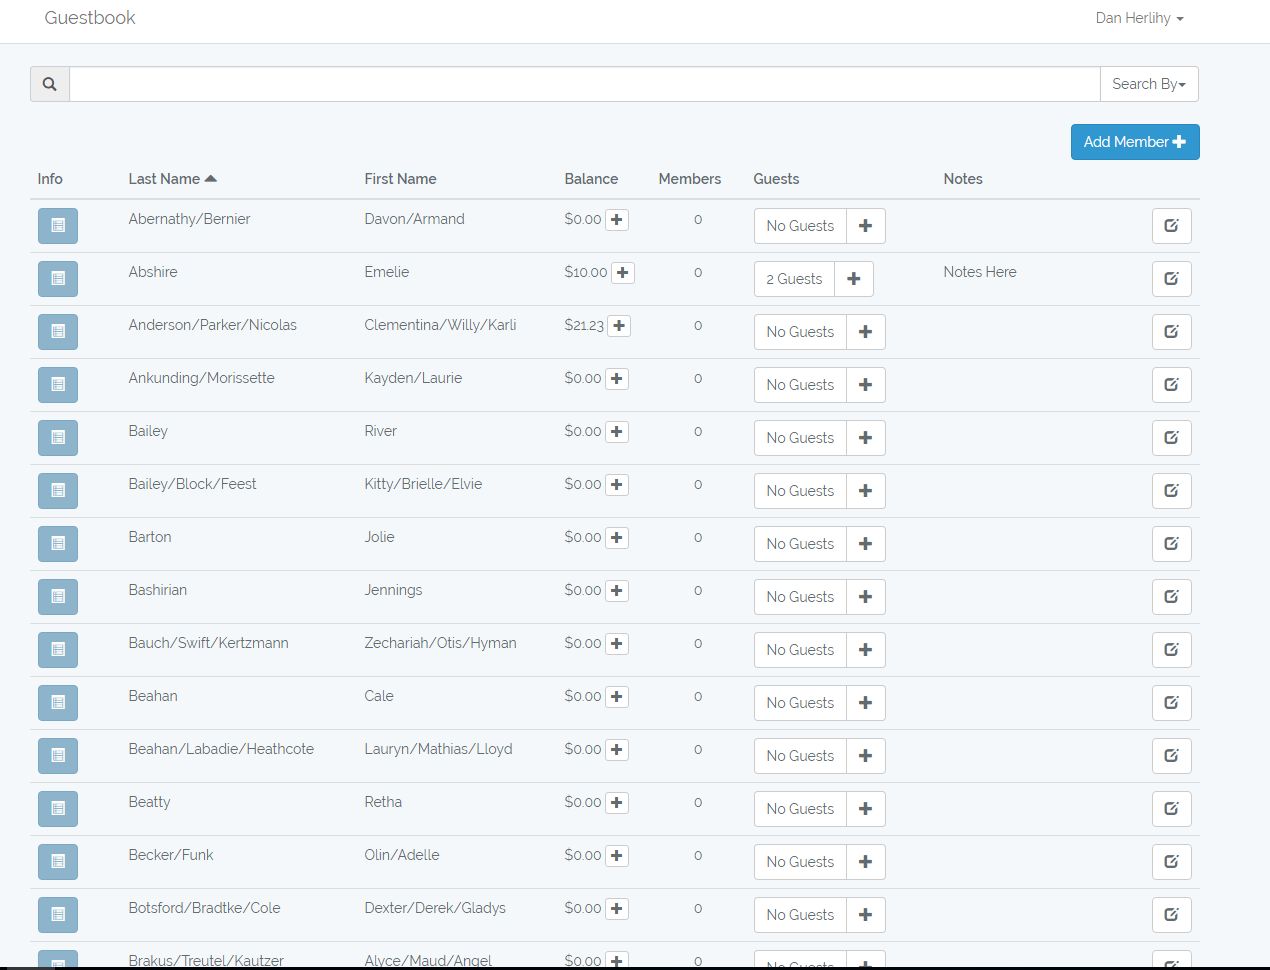 Guestbook Dan Herlihy
Search By
Add Member
Info Last Name First Name Balance Members Guests Notes
Abernathy/Bernier Davon/Armand $0.00 0 No Guests
Abshire Emelie $10.00 0 2 Guests Notes Here
Anderson/Parker/Nicolas Clementina/Willy/Karli $21.23 0 No Guests
Ankunding/Morissette Kayden/Laurie $0.00 0 No Guests
Bailey River $0.00 0 No Guests
Bailey/Block/Feest Kitty/Brielle/Elvie $0.00 0 No Guests
Barton Jolie $0.00 0 No Guests
Bashirian Jennings $0.00 0 No Guests
Bauch/Swift/Kertzmann Zechariah/Otis/Hyman $0.00 0 No Guests
Beahan Cale $0.00 0 No Guests
Beahan/Labadie/Heathcote Lauryn/Mathias/Lloyd $0.00 0 No Guests
Beatty Retha $0.00 0 No Guests
Becker/Funk Olin/Adelle $0.00 0 No Guests
Botsford/Bradtke/Cole Dexter/Derek/Gladys $0.00 0 No Guests
Brakus/Treutel/Kautzer Alyce/Maud/Angel $0.00 0 No Guests